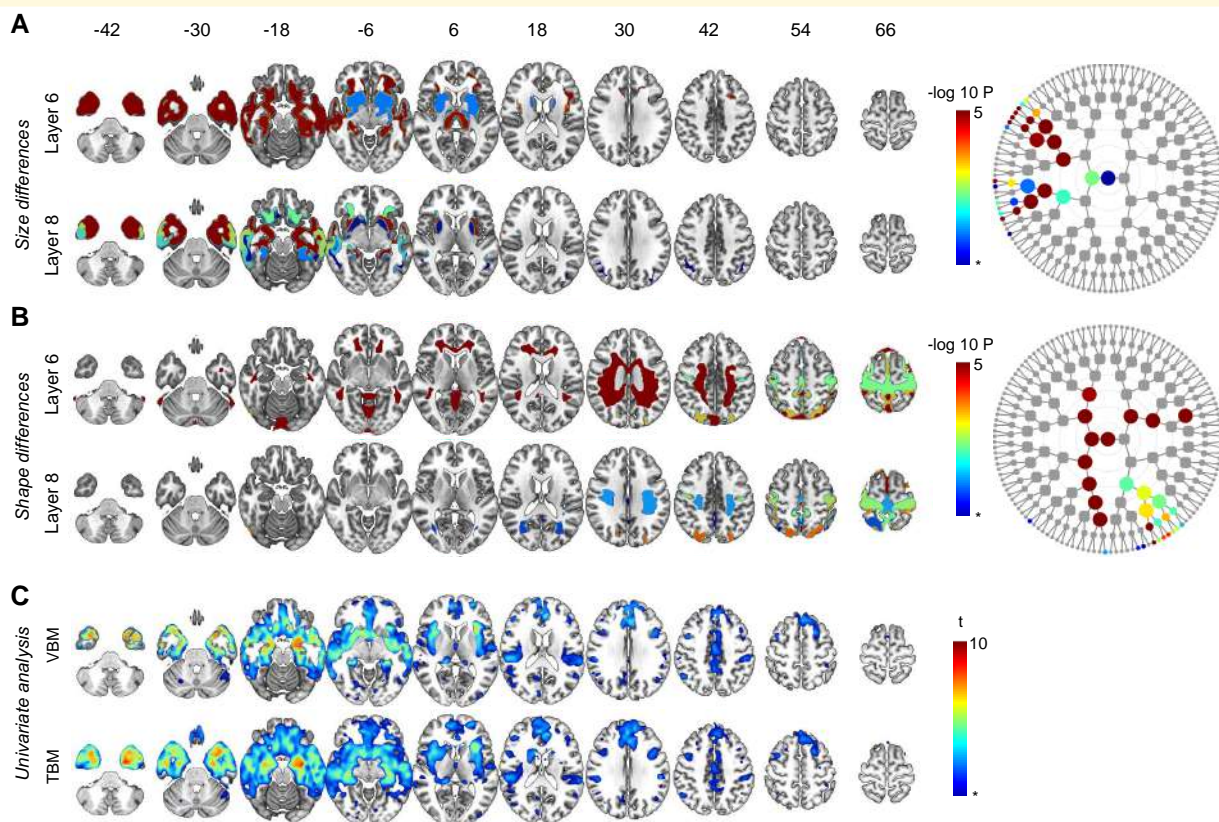 A
-42 -30 -18 -6 6 18 30 42 54 66
Size differences
Layer 6
Layer 8
-log 10 P
5
*
B
Shape differences
Layer 6
Layer 8
-log 10 P
5
*
C
Univariate analysis
VBM
TBM
t
10
*